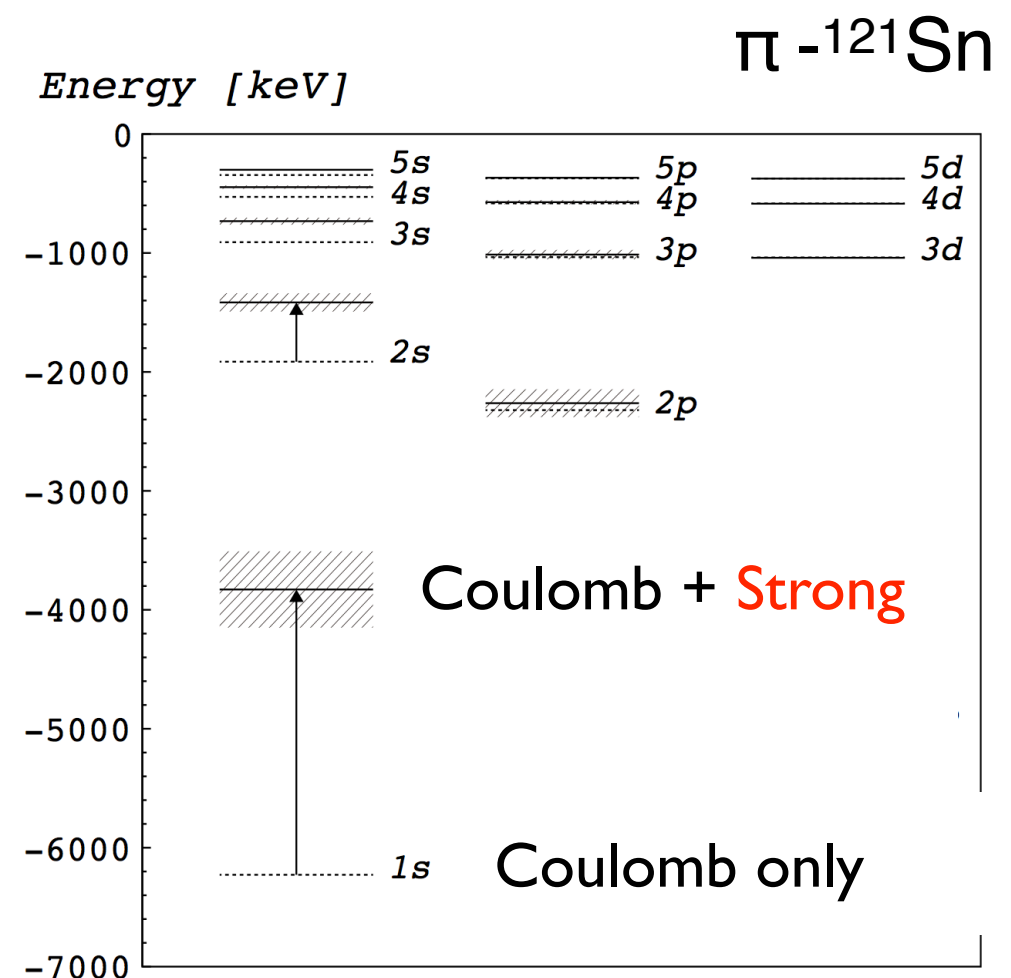 π -¹²¹Sn
Energy [keV]
0
5s 5p 5d
4s 4p 4d
3s 3p 3d
−1000
2s
−2000
2p
−3000
Coulomb + Strong
−4000
−5000
−6000
1s Coulomb only
−7000